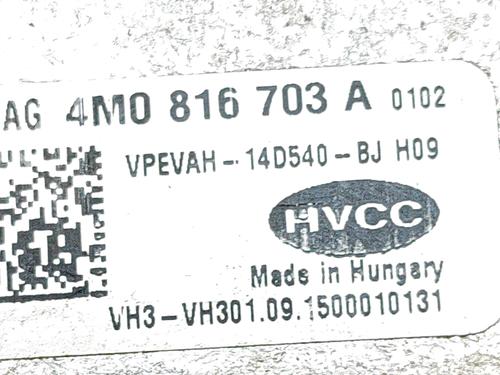 AG 4M0 816 703 A 0102
VPEVAH-14D540-BJ H09
HVCC
Made in Hungary
VH3-VH301.09.1500010131